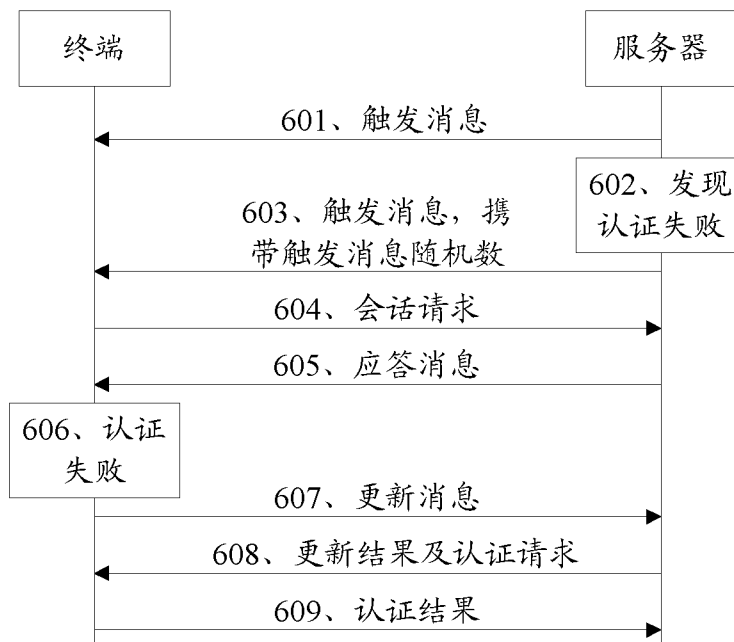 终端
服务器
601、触发消息
602、发现
认证失败
603、触发消息，携
带触发消息随机数
604、会话请求
605、应答消息
606、认证
失败
607、更新消息
608、更新结果及认证请求
609、认证结果